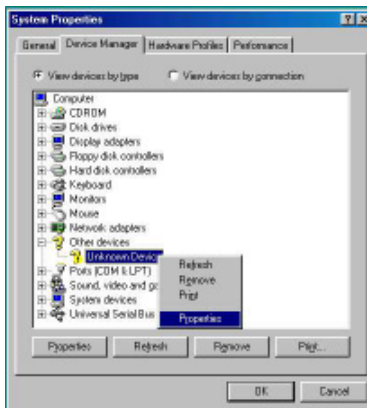 System Properties
General Device Manager Hardware Profiles Performance
View devices by type View devices by connection
Computer
CDROM
Disk drives
Display adapters
Floppy disk controllers
Hard disk controllers
Keyboard
Monitors
Mouse
Network adapters
Other devices
Unknown Devic
Ports (COM & LPT)
Sound, video and g
System devices
Universal Serial Bus
Refresh
Remove
Print
Properties
Properties Refresh Remove Print...
OK Cancel